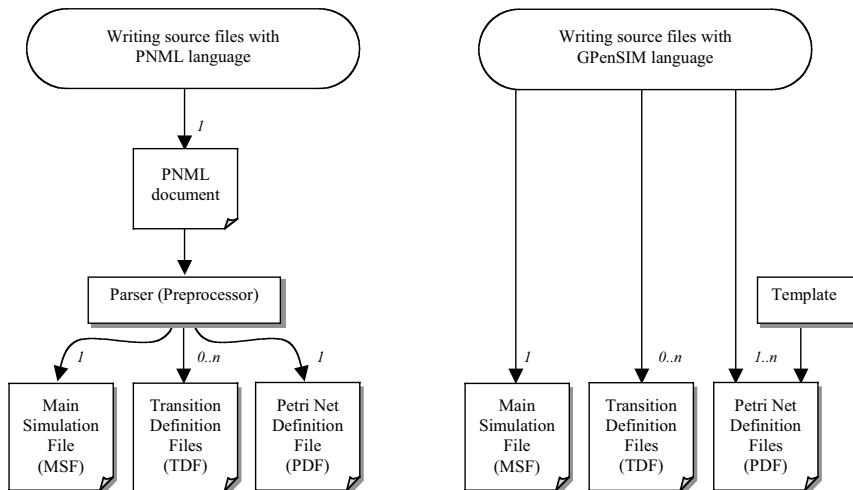 Writing source files with
PNML language
1
PNML
document
Parser (Preprocessor)
1
0..n
1
Main
Simulation
File
(MSF)
Transition
Definition
Files
(TDF)
Petri Net
Definition
File
(PDF)
Writing source files with
GPenSIM language
Template
1
0..n
1..n
Main
Simulation
File
(MSF)
Transition
Definition
Files
(TDF)
Petri Net
Definition
Files
(PDF)